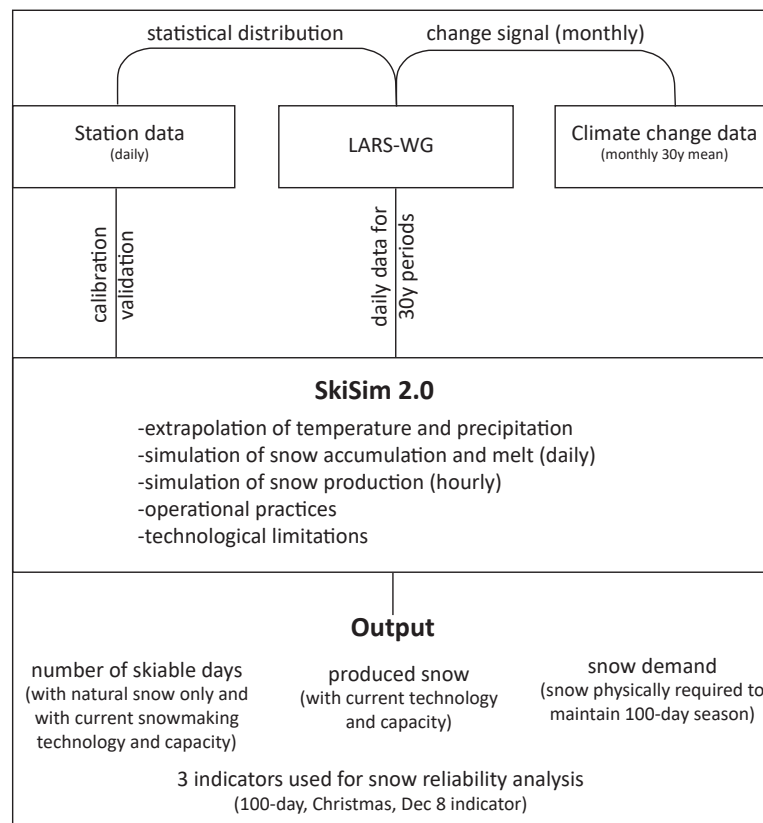 statistical distribution
change signal (monthly)
Station data
(daily)
LARS-WG
Climate change data
(monthly 30y mean)
calibration
validation
daily data for
30y periods
SkiSim 2.0
-extrapolation of temperature and precipitation
-simulation of snow accumulation and melt (daily)
-simulation of snow production (hourly)
-operational practices
-technological limitations
Output
number of skiable days
(with natural snow only and
with current snowmaking
technology and capacity)
produced snow
(with current technology
and capacity)
snow demand
(snow physically required to
maintain 100-day season)
3 indicators used for snow reliability analysis
(100-day, Christmas, Dec 8 indicator)